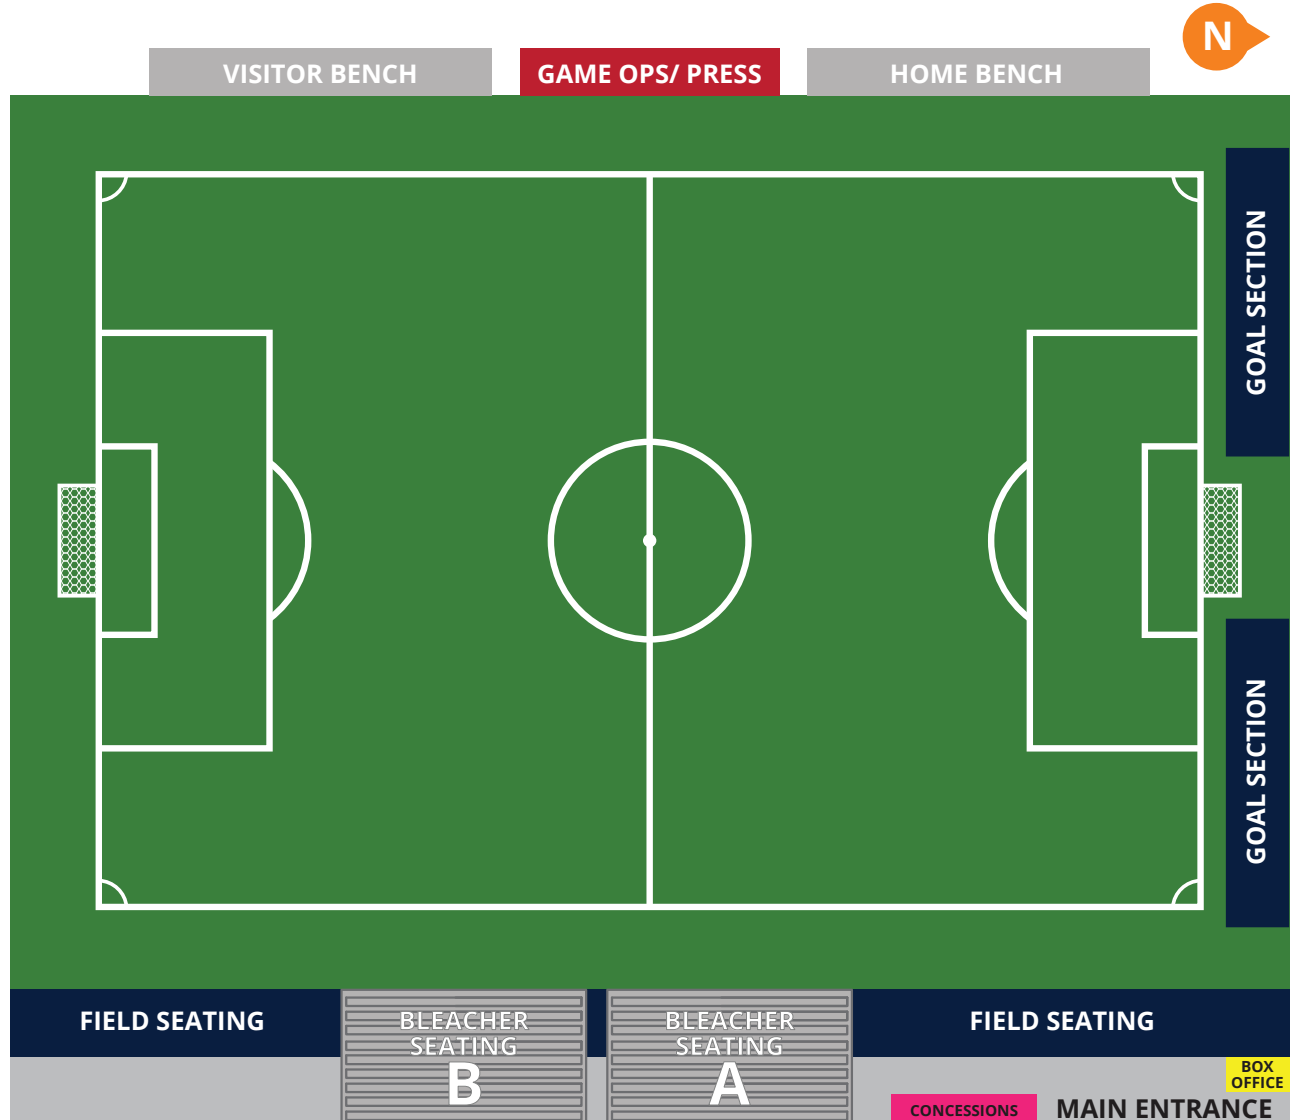 N
VISITOR BENCH
GAME OPS/ PRESS
HOME BENCH
GOAL SECTION
GOAL SECTION
FIELD SEATING
BLEACHER
SEATING
B
BLEACHER
SEATING
A
FIELD SEATING
BOX
OFFICE
CONCESSIONS
MAIN ENTRANCE